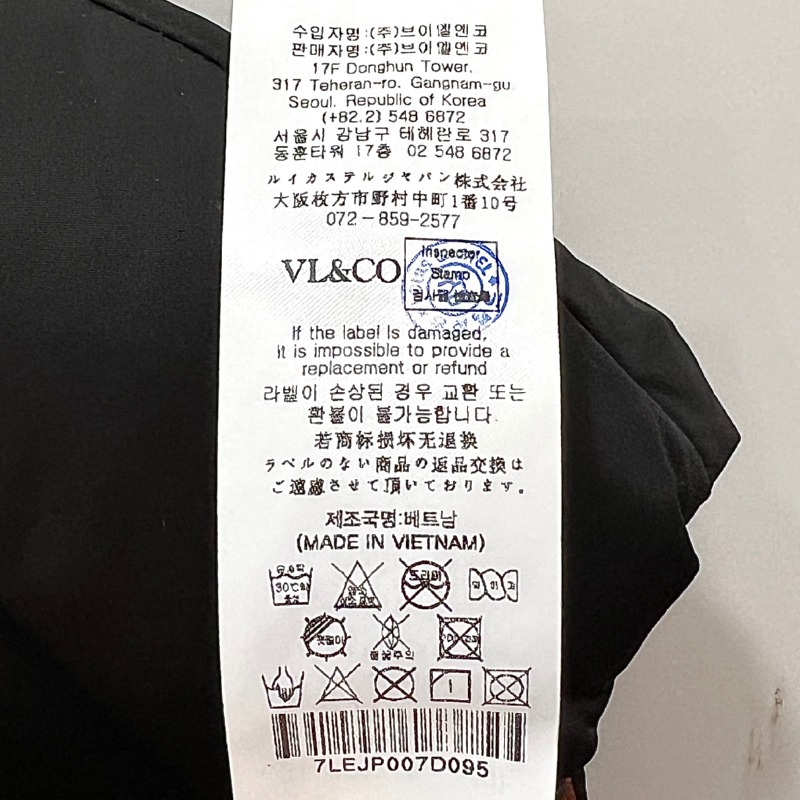 수입자명:(주)브이엘엔코
판매자명:(주)브이엘엔코
17F Donghun Tower,
317 Teheran-ro, Gangnam-gu
Seoul, Republic of Korea
(+82.2) 548 6872
서울시 강남구 테헤란로 317
동훈타워 17층 02 548 6872
ルイカステルジャパン株式会社
大阪枚方市野村中町1番10号
072-859-2577
VL&CO
Inspector
Stamp
If the label is damaged,
it is impossible to provide a
replacement or refund
라벨이 손상된 경우 교환 또는
환불이 불가능합니다.
若商标损坏无退换
ラベルのない商品の返品交換は
ご遠慮させて頂いております。
제조국명:베트남
(MADE IN VIETNAM)
30℃
드라이
7LEJP007D095